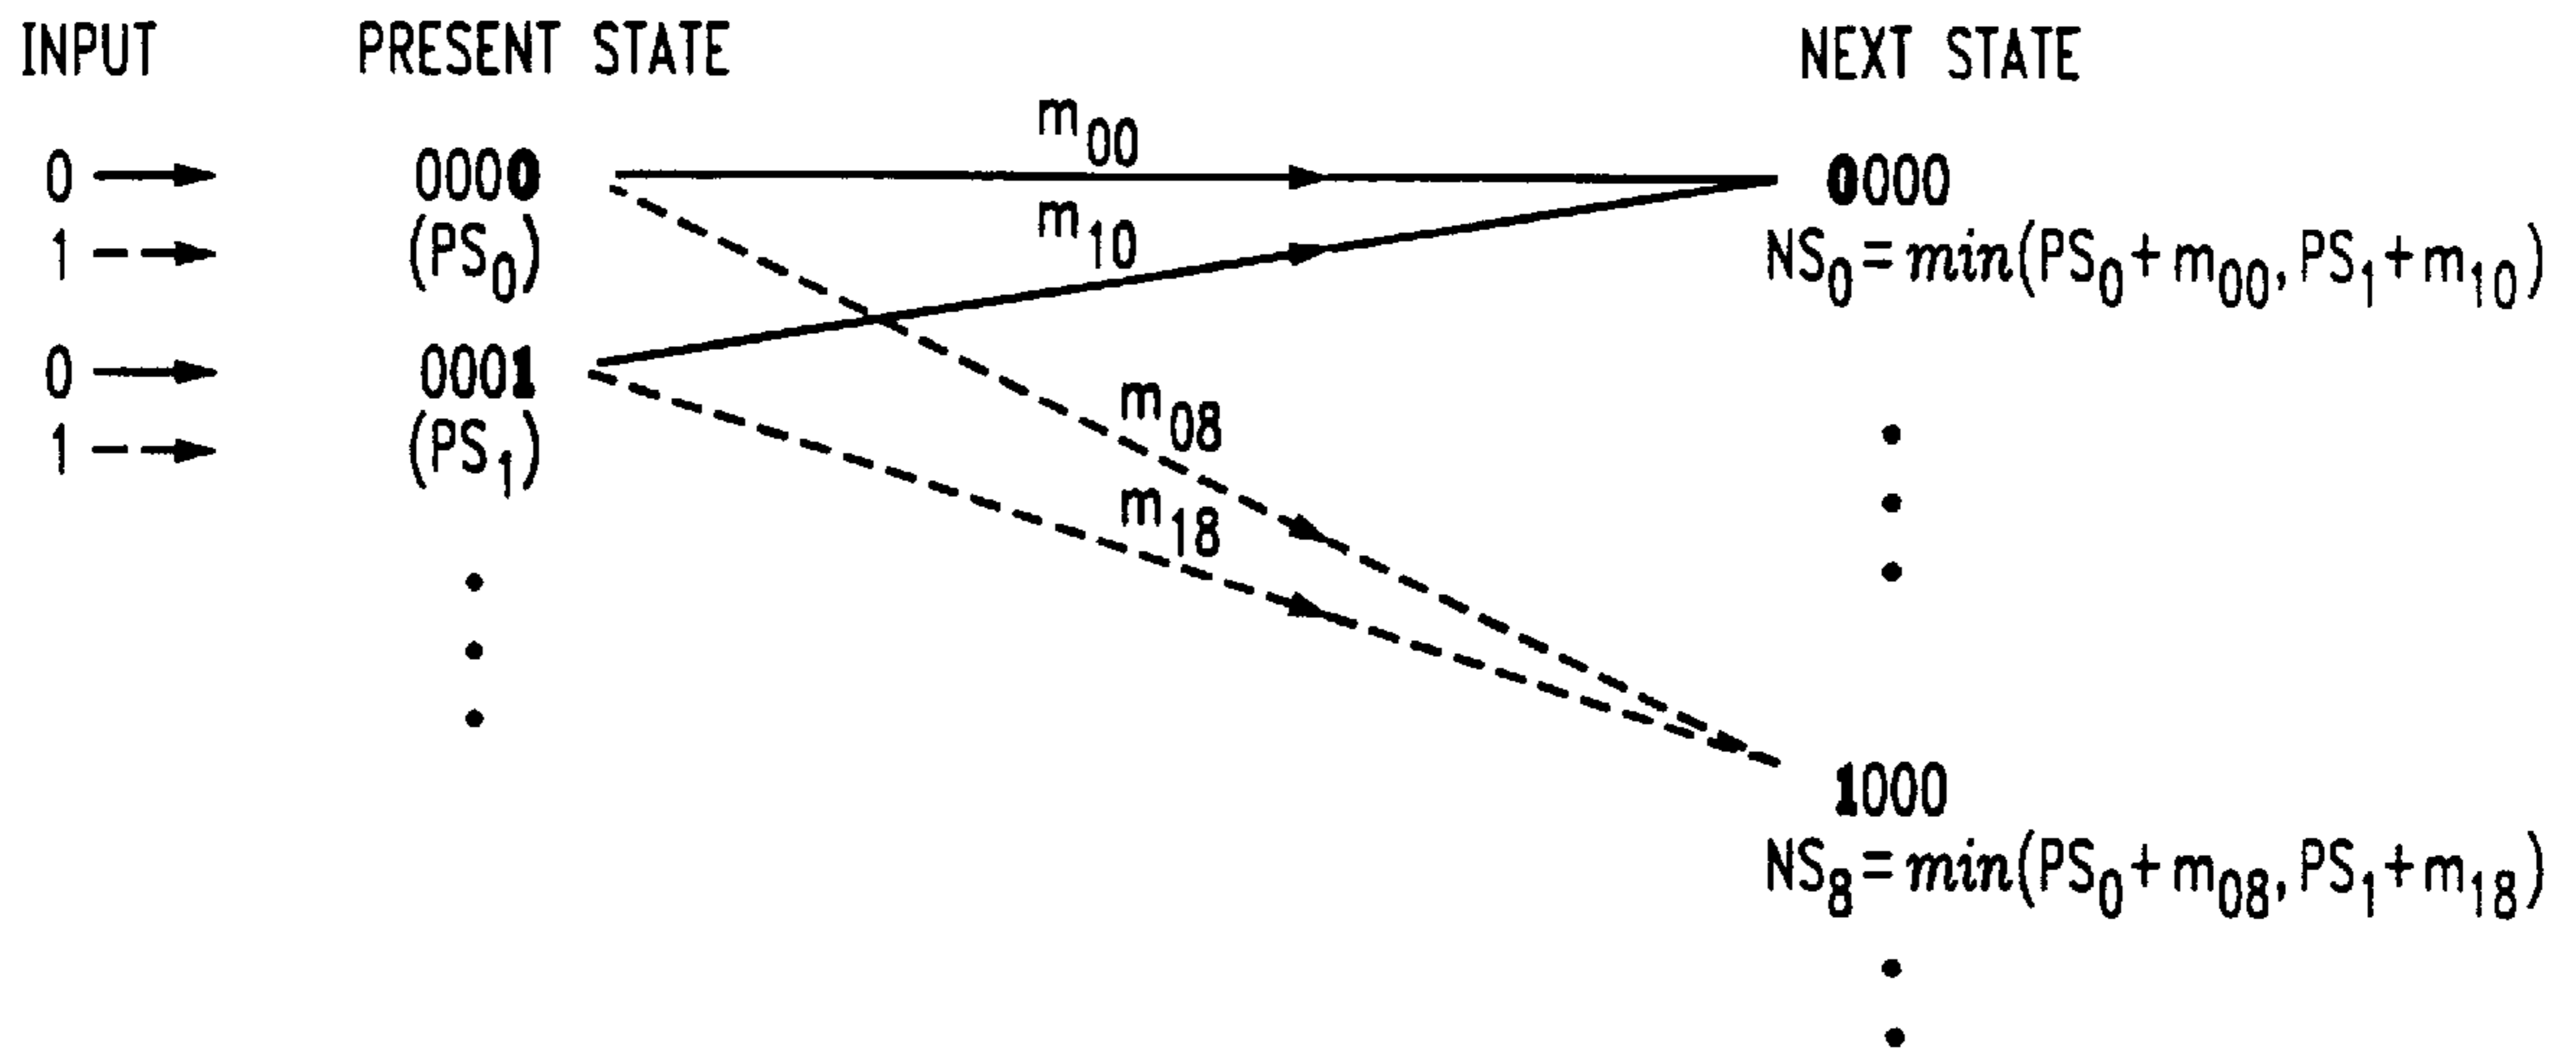 INPUT PRESENT STATE NEXT STATE
m00
0 0000 0000
m10
1 (PS0) NS0=min(PS0+m00, PS1+m10)
0 0001
m08
1 (PS1)
m18
1000
NS8=min(PS0+m08, PS1+m18)